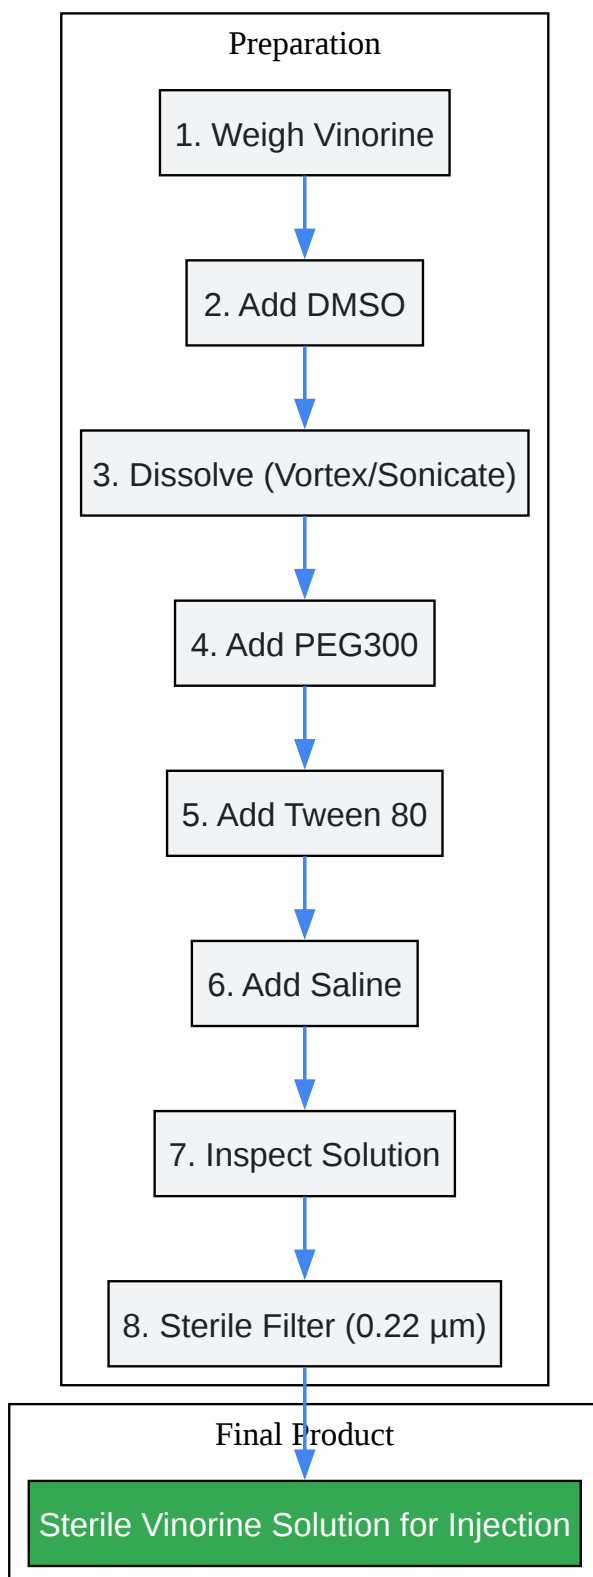 Preparation
1. Weigh Vinorine
2. Add DMSO
3. Dissolve (Vortex/Sonicate)
4. Add PEG300
5. Add Tween 80
6. Add Saline
7. Inspect Solution
8. Sterile Filter (0.22 µm)
Final Product
Sterile Vinorine Solution for Injection